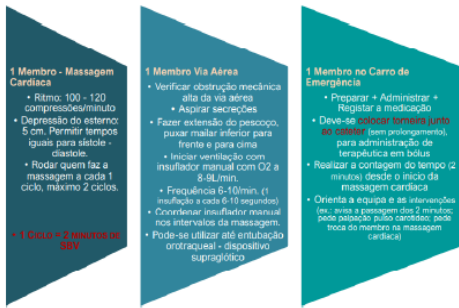 1 Membro - Massagem
Cardíaca
• Ritmo: 100 - 120
compressões/minuto
• Depressão do esterno:
5 cm. Permitir tempos
iguais para sístole -
diastole.
• Rodar quem faz a
massagem a cada 1
ciclo, máximo 2 ciclos.
• 1 CICLO = 2 MINUTOS DE
SBV
1 Membro Via Aérea
• Verificar obstrução mecânica
alta da via aérea
• Aspirar secreções
• Fazer extensão do pescoço,
puxar mailar inferior para
frente e para cima
• Iniciar ventilação com
insuflador manual com O2 a
8-9L/min.
• Frequência 6-10/min. (1
insuflação a cada 6-10 segundos)
• Coordenar insuflador manual
nos intervalos da massagem.
• Pode-se utilizar até entubação
orotraqueal - dispositivo
supraglótico
1 Membro no Carro de
Emergência
• Preparar + Administrar +
Registar a medicação
• Deve-se colocar torneira junto
ao cateter (sem prolongamento),
para administração de
terapêutica em bólus
• Realizar a contagem do tempo (2
minutos) desde o inicio da
massagem cardíaca
• Orienta a equipa e as intervenções
(ex.: avisa a passagem dos 2 minutos;
pede palpação pulso carotídeo; pede
troca do membro na massagem
cardíaca)